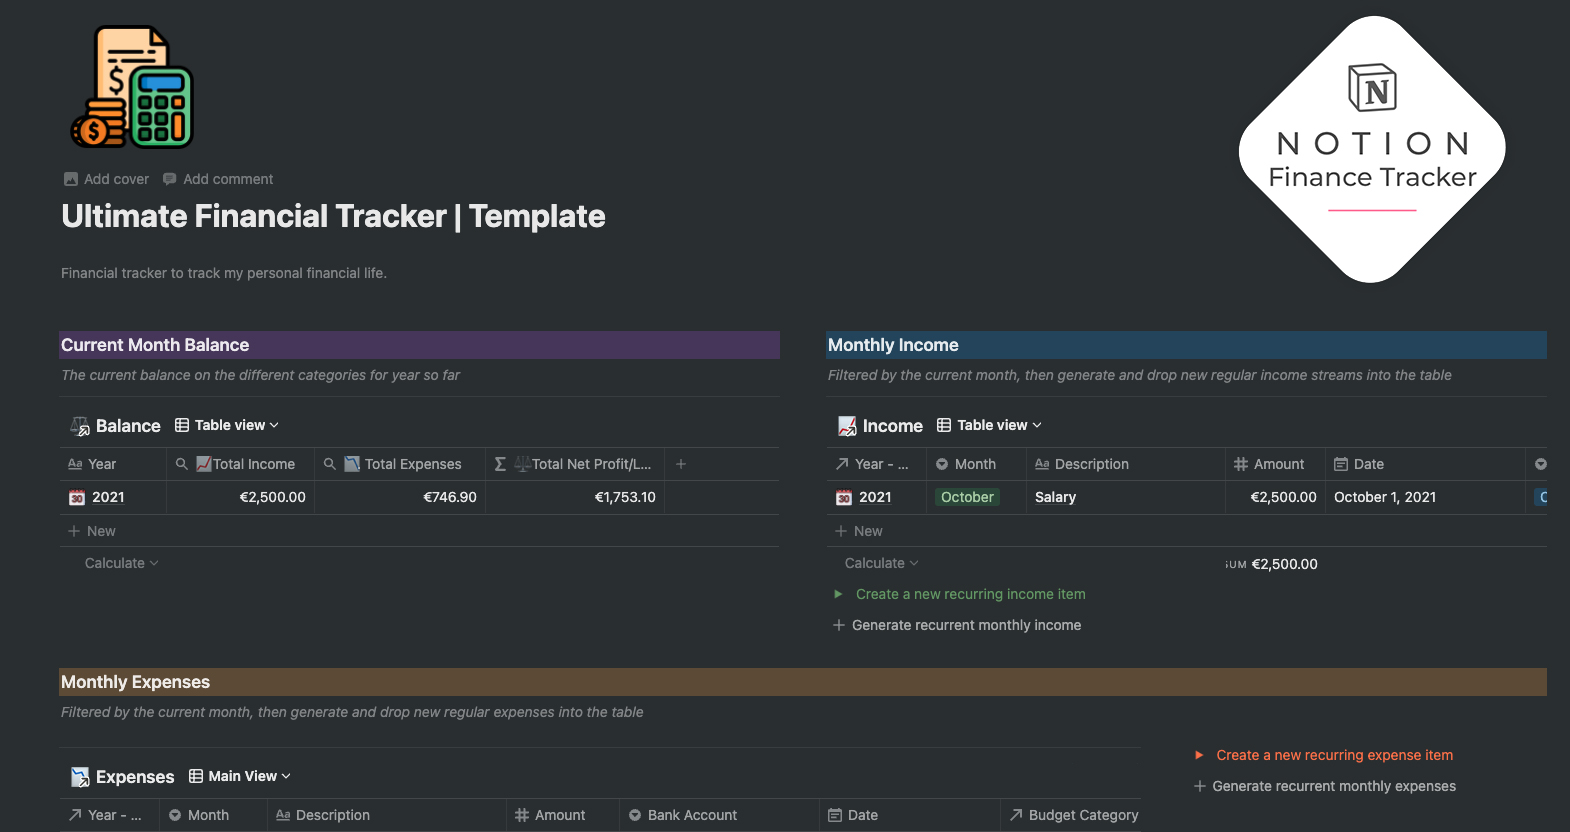 N
NOTION
Finance Tracker
Add cover Add comment
Ultimate Financial Tracker | Template
Financial tracker to track my personal financial life.
Current Month Balance
The current balance on the different categories for year so far
Balance Table view
Aa Year Total Income Total Expenses Σ Total Net Profit/L... +
30 2021 €2,500.00 €746.90 €1,753.10
+ New
Calculate
Monthly Income
Filtered by the current month, then generate and drop new regular income streams into the table
Income Table view
Year - ... Month Aa Description # Amount Date
30 2021 October Salary €2,500.00 October 1, 2021
+ New
Calculate €2,500.00
Create a new recurring income item
+ Generate recurrent monthly income
Monthly Expenses
Filtered by the current month, then generate and drop new regular expenses into the table
Expenses Main View
Year - ... Month Aa Description # Amount Bank Account Date Budget Category
Create a new recurring expense item
+ Generate recurrent monthly expenses